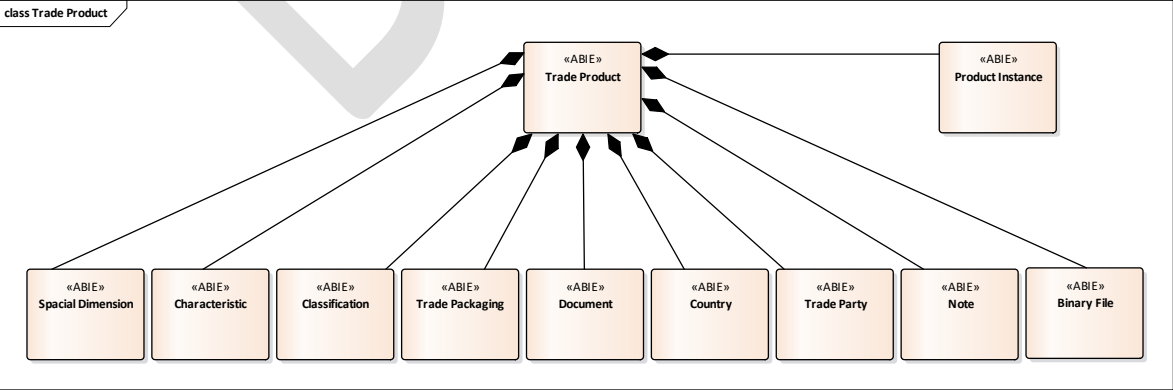 class Trade Product
«ABIE»
Trade Product
«ABIE»
Product Instance
«ABIE»
Spacial Dimension
«ABIE»
Characteristic
«ABIE»
Classification
«ABIE»
Trade Packaging
«ABIE»
Document
«ABIE»
Country
«ABIE»
Trade Party
«ABIE»
Note
«ABIE»
Binary File